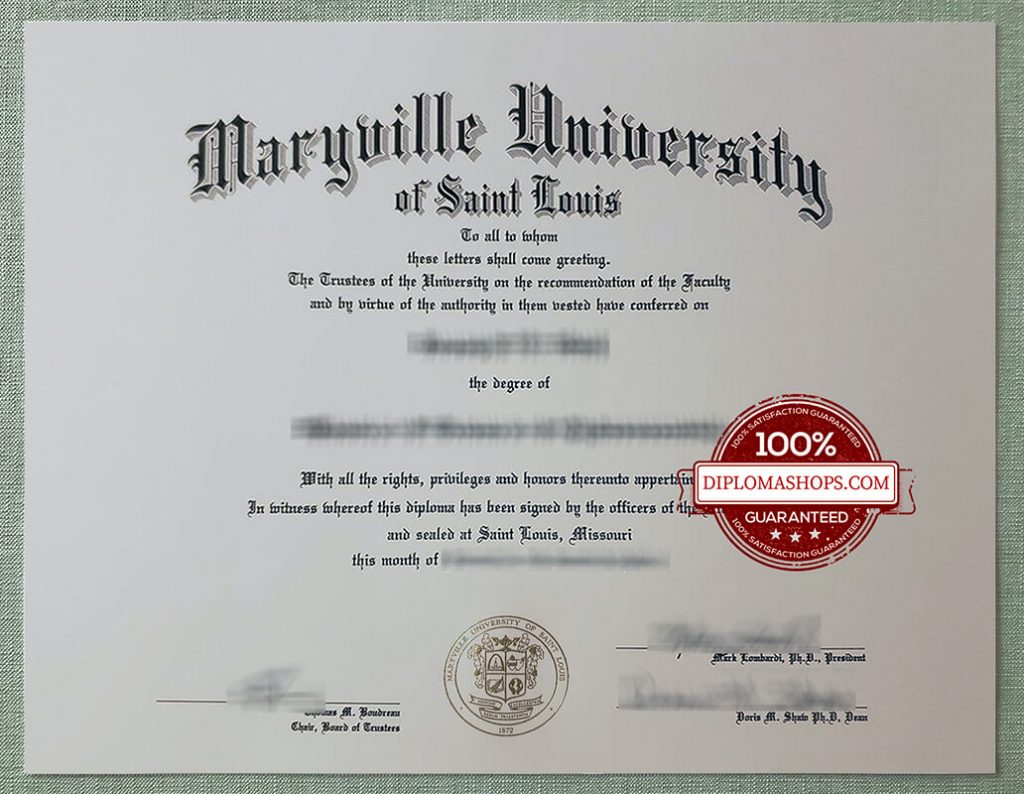 Maryville University
of Saint Louis
To all to whom
these letters shall come greeting.
The Trustees of the University on the recommendation of the Faculty
and by virtue of the authority in them vested have conferred on
the degree of
With all the rights, privileges and honors thereunto
In witness whereof this diploma has been signed by the officers of
and sealed at Saint Louis, Missouri
this month of
100% SATISFACTION GUARANTEED
100%
DIPLOMASHOPS.COM
GUARANTEED
100% SATISFACTION GUARANTEED
MARYVILLE UNIVERSITY OF SAINT LOUIS
1872
Mark Lombardi, Ph.D., President
M. Boudreau
Chair, Board of Trustees
Doris M. Shaw Ph.D, Dean